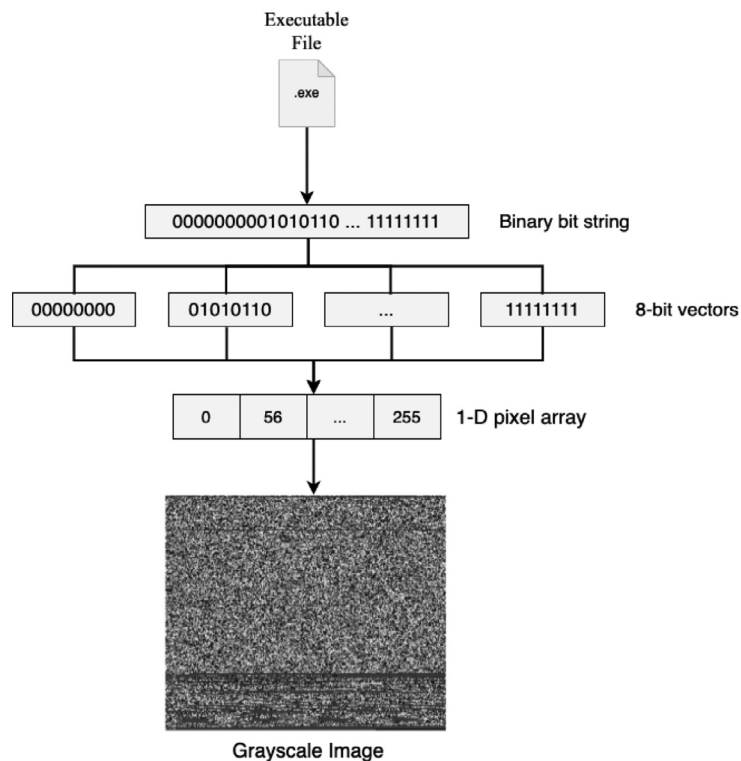 Executable
File
.exe
0000000001010110 ... 11111111
Binary bit string
00000000
01010110
...
11111111
8-bit vectors
0
56
...
255
1-D pixel array
Grayscale Image